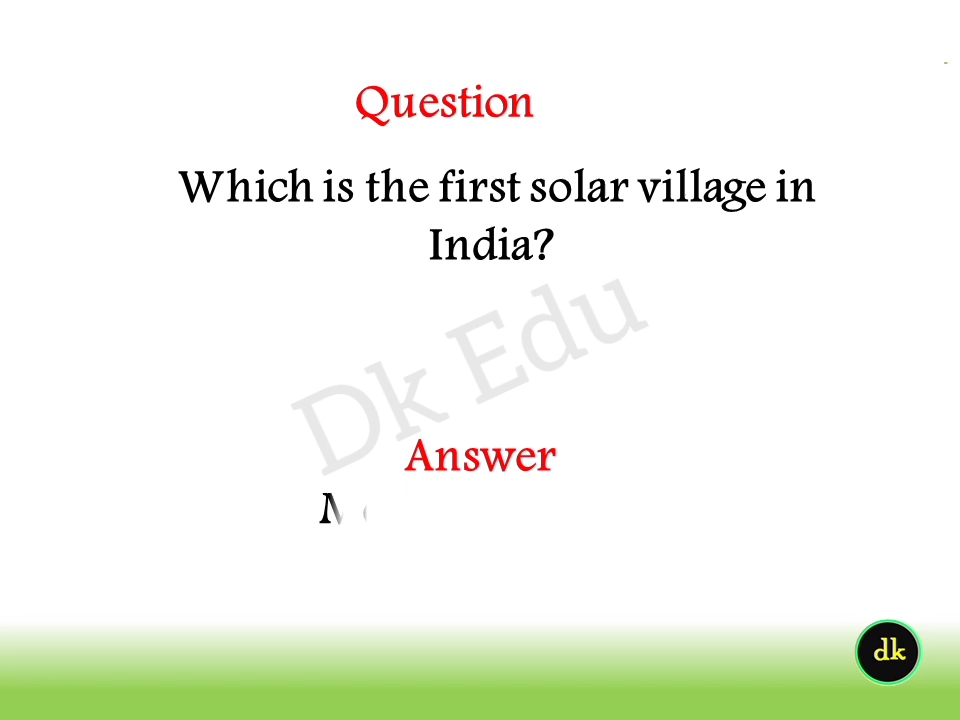 Question
Which is the first solar village in
India?
Dk Edu
Answer
dk